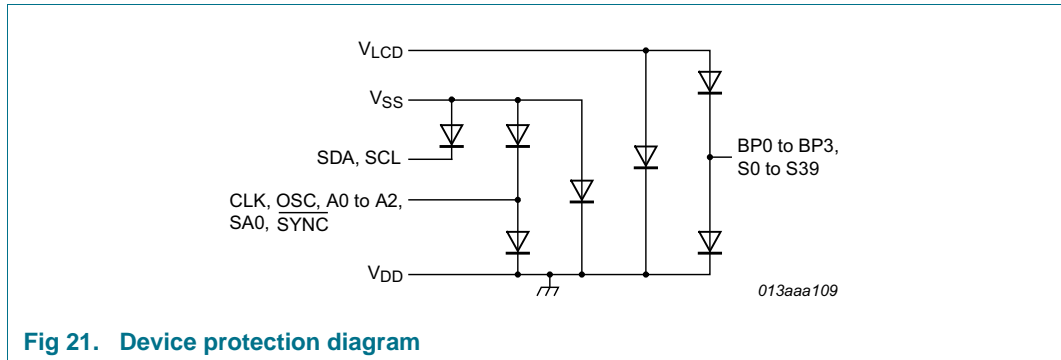 VLCD
VSS
SDA, SCL
CLK, OSC, A0 to A2,
SA0, SYNC
VDD
BP0 to BP3,
S0 to S39
013aaa109
Fig 21. Device protection diagram